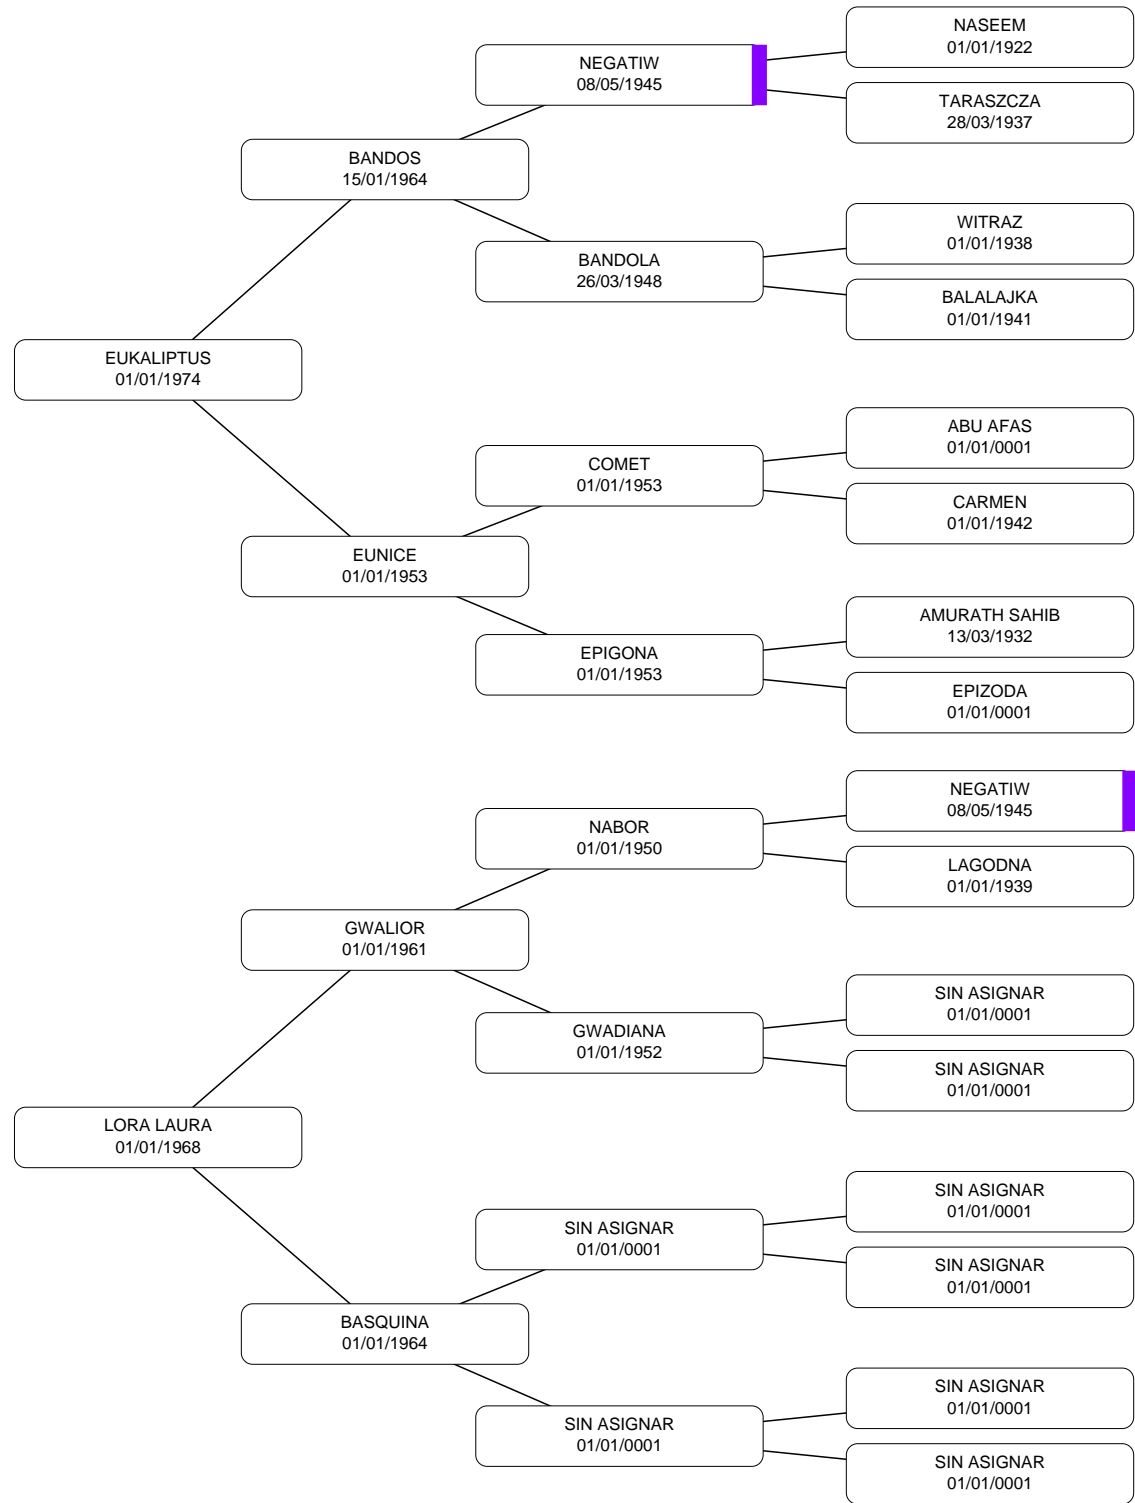 NASEEM
01/01/1922
NEGATIW
08/05/1945
TARASZCZA
28/03/1937
BANDOS
15/01/1964
WITRAZ
01/01/1938
BANDOLA
26/03/1948
BALALAJKA
01/01/1941
EUKALIPTUS
01/01/1974
ABU AFAS
01/01/0001
COMET
01/01/1953
CARMEN
01/01/1942
EUNICE
01/01/1953
AMURATH SAHIB
13/03/1932
EPIGONA
01/01/1953
EPIZODA
01/01/0001
NEGATIW
08/05/1945
NABOR
01/01/1950
LAGODNA
01/01/1939
GWALIOR
01/01/1961
SIN ASIGNAR
01/01/0001
GWADIANA
01/01/1952
SIN ASIGNAR
01/01/0001
LORA LAURA
01/01/1968
SIN ASIGNAR
01/01/0001
SIN ASIGNAR
01/01/0001
SIN ASIGNAR
01/01/0001
BASQUINA
01/01/1964
SIN ASIGNAR
01/01/0001
SIN ASIGNAR
01/01/0001
SIN ASIGNAR
01/01/0001